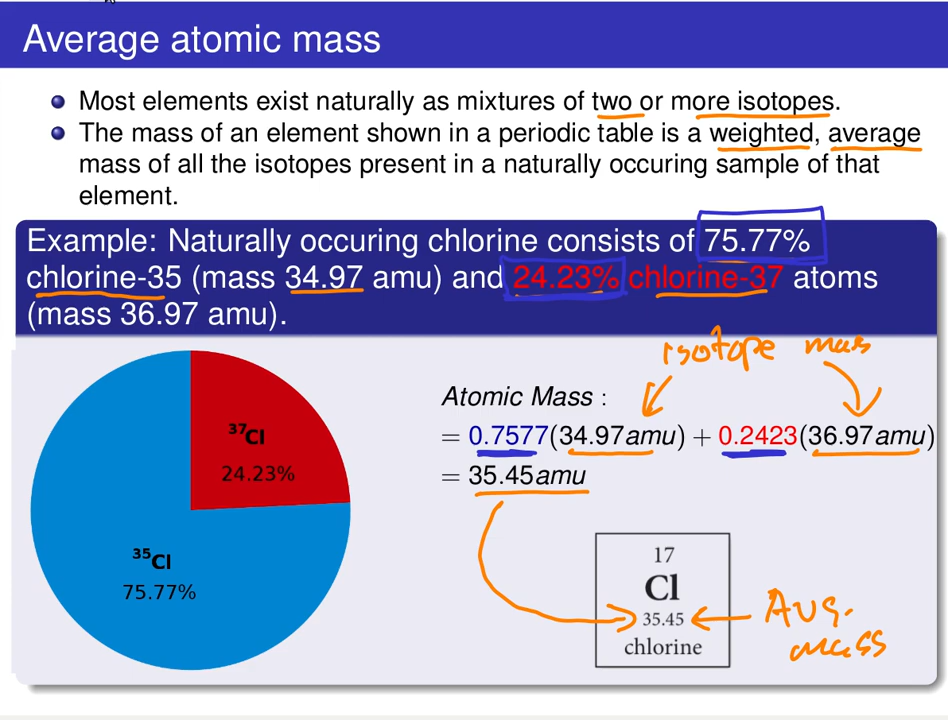 Average atomic mass
Most elements exist naturally as mixtures of two or more isotopes.
The mass of an element shown in a periodic table is a weighted, average
mass of all the isotopes present in a naturally occuring sample of that
element.
Example: Naturally occuring chlorine consists of 75.77%
chlorine-35 (mass 34.97 amu) and 24.23% chlorine-37 atoms
(mass 36.97 amu).
isotope mass
Atomic Mass :
= 0.7577(34.97amu) + 0.2423(36.97amu)
= 35.45amu
³⁷Cl
24.23%
³⁵Cl
75.77%
17
Cl
35.45
chlorine
Avg.
mass